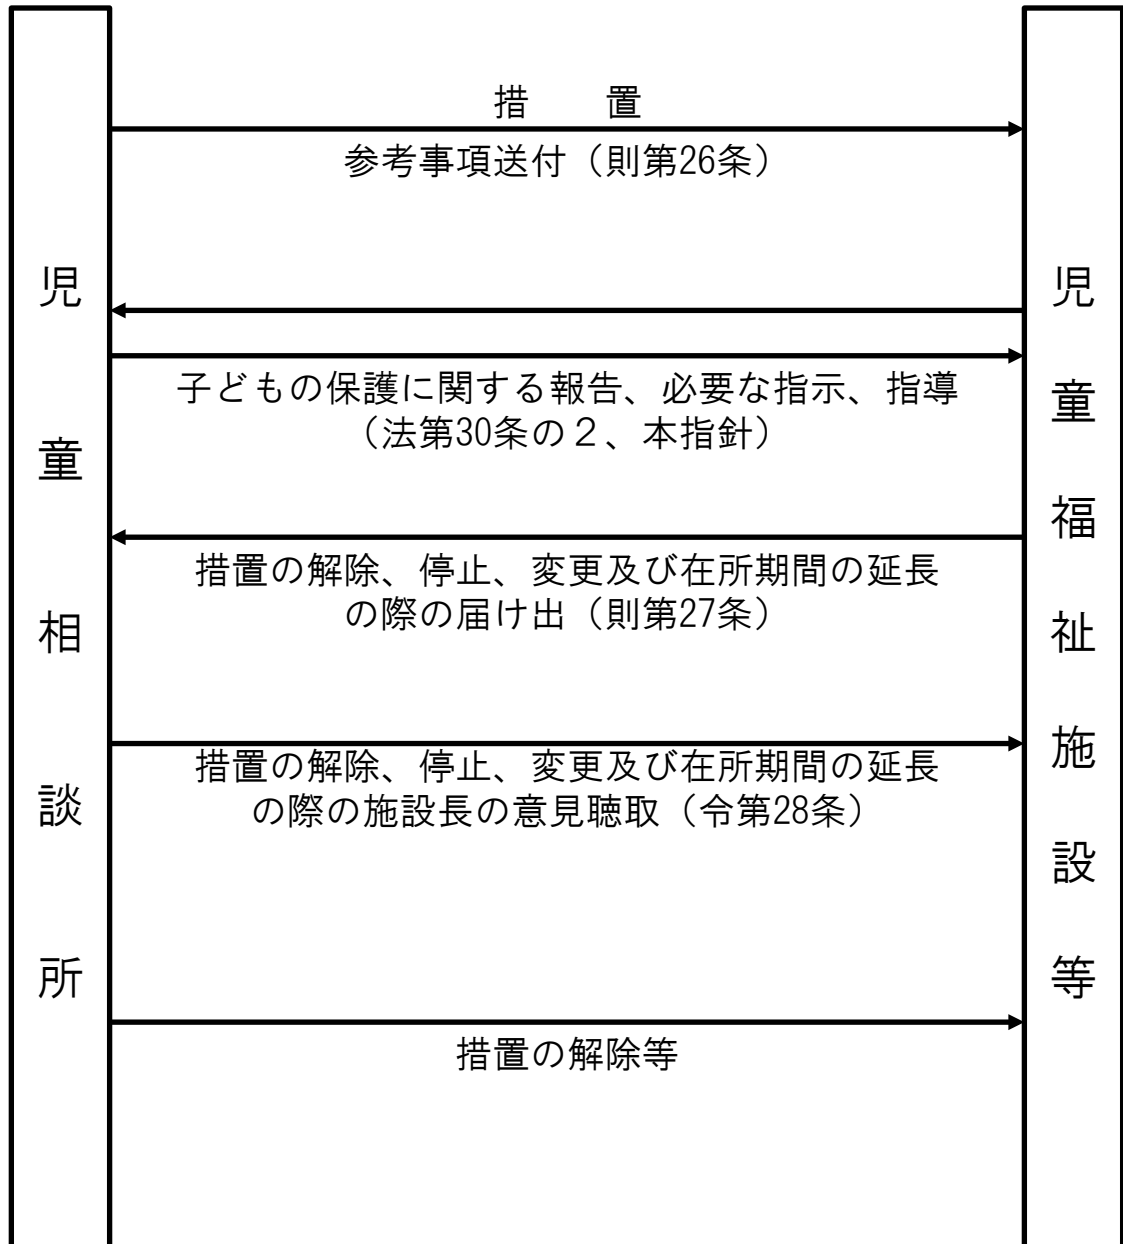 児童相談所
措　　置
参考事項送付（則第26条）
子どもの保護に関する報告、必要な指示、指導
（法第30条の２、本指針）
措置の解除、停止、変更及び在所期間の延長
の際の届け出（則第27条）
措置の解除、停止、変更及び在所期間の延長
の際の施設長の意見聴取（令第28条）
措置の解除等
児童福祉施設等